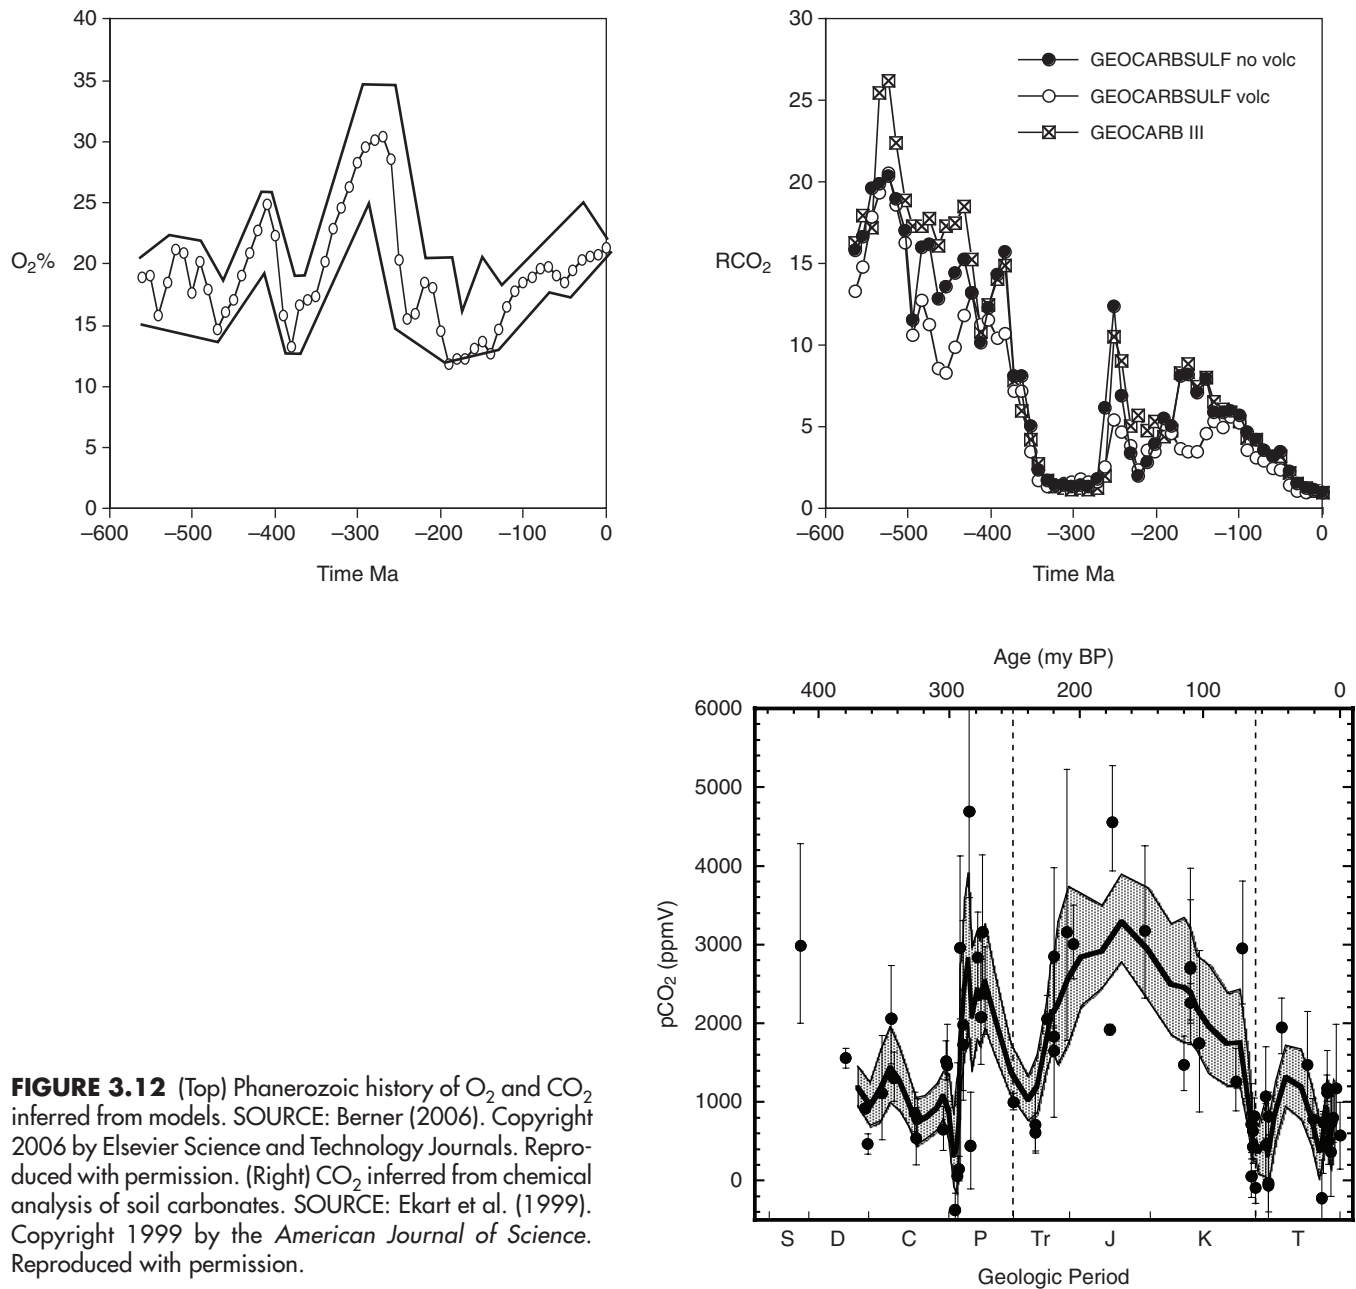 40
35
30
25
20
15
10
5
0
O2%
–600
–500
–400
–300
–200
–100
0
Time Ma
30
25
20
15
10
5
0
RCO2
GEOCARBSULF no volc
GEOCARBSULF volc
GEOCARB III
–600
–500
–400
–300
–200
–100
0
Time Ma
Age (my BP)
400
300
200
100
0
6000
5000
4000
3000
2000
1000
0
pCO2 (ppmV)
S
D
C
P
Tr
J
K
T
Geologic Period
FIGURE 3.12 (Top) Phanerozoic history of O2 and CO2
inferred from models. SOURCE: Berner (2006). Copyright
2006 by Elsevier Science and Technology Journals. Repro-
duced with permission. (Right) CO2 inferred from chemical
analysis of soil carbonates. SOURCE: Ekart et al. (1999).
Copyright 1999 by the American Journal of Science.
Reproduced with permission.